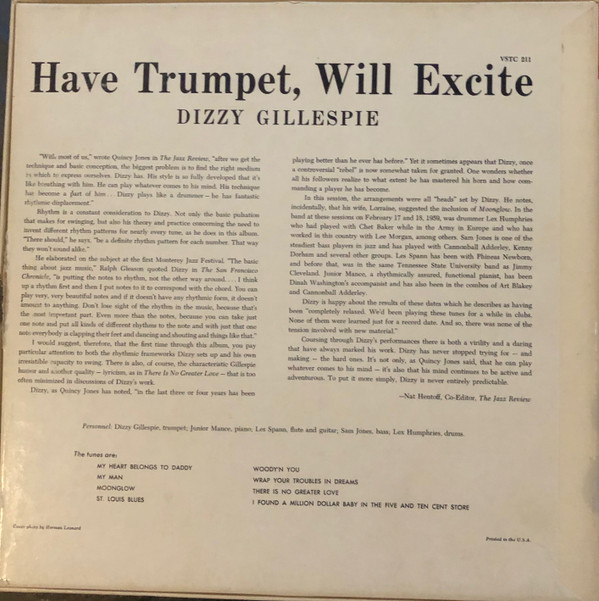 VSTC 211
Have Trumpet, Will Excite
DIZZY GILLESPIE
"With most of us," wrote Quincy Jones in The Jazz Review, "after we get the
technique and basic conception, the biggest problem is to find the right medium
in which to express ourselves. Dizzy has. His style is so fully developed that it's
like breathing with him. He can play whatever comes to his mind. His technique
has become a part of him . . . Dizzy plays like a drummer — he has fantastic
rhythmic displacement."
Rhythm is a constant consideration to Dizzy. Not only the basic pulsation
that makes for swinging, but also his theory and practice concerning the need to
invent different rhythm patterns for nearly every tune, as he does in this album.
"There should," he says, "be a definite rhythm pattern for each number. That way
they won't sound alike."
He elaborated on the subject at the first Monterey Jazz Festival. "The basic
thing about jazz music," Ralph Gleason quoted Dizzy in The San Francisco
Chronicle, "is putting the notes to rhythm, not the other way around. . . . I think
up a rhythm first and then I put notes to it to correspond with the chord. You can
play very, very beautiful notes and if it doesn't have any rhythmic form, it doesn't
amount to anything. Don't lose sight of the rhythm in the music, because that's
the most important part. Even more than the notes, because you can take just
one note and put all kinds of different rhythms to the note and with just that one
note everybody is clapping their feet and dancing and shouting and things like that."
I would suggest, therefore, that the first time through this album, you pay
particular attention to both the rhythmic frameworks Dizzy sets up and his own
irresistible capacity to swing. There is also, of course, the characteristic Gillespie
humor and another quality — lyricism, as in There Is No Greater Love — that is too
often minimized in discussions of Dizzy's work.
Dizzy, as Quincy Jones has noted, "in the last three or four years has been
playing better than he ever has before." Yet it sometimes appears that Dizzy, once
a controversial "rebel" is now somewhat taken for granted. One wonders whether
all his followers realize to what extent he has mastered his horn and how com-
manding a player he has become.
In this session, the arrangements were all "heads" set by Dizzy. He notes,
incidentally, that his wife, Lorraine, suggested the inclusion of Moonglow. In the
band at these sessions on February 17 and 18, 1959, was drummer Lex Humphries
who had played with Chet Baker while in the Army in Europe and who has
worked in this country with Lee Morgan, among others. Sam Jones is one of the
steadiest bass players in jazz and has played with Cannonball Adderley, Kenny
Dorham and several other groups. Les Spann has been with Phineas Newborn,
and before that, was in the same Tennessee State University band as Jimmy
Cleveland. Junior Mance, a rhythmically assured, functional pianist, has been
Dinah Washington's accompanist and has also been in the combos of Art Blakey
and Cannonball Adderley.
Dizzy is happy about the results of these dates which he describes as having
been "completely relaxed. We'd been playing these tunes for a while in clubs.
None of them were learned just for a record date. And so, there was none of the
tension involved with new material."
Coursing through Dizzy's performances there is both a virility and a daring
that have always marked his work. Dizzy has never stopped trying for — and
making — the hard ones. It's not only, as Quincy Jones said, that he can play
whatever comes to his mind — it's also that his mind continues to be active and
adventurous. To put it more simply, Dizzy is never entirely predictable.
—Nat Hentoff, Co-Editor, The Jazz Review
Personnel: Dizzy Gillespie, trumpet; Junior Mance, piano; Les Spann, flute and guitar; Sam Jones, bass; Lex Humphries, drums.
The tunes are:
MY HEART BELONGS TO DADDY
MY MAN
MOONGLOW
ST. LOUIS BLUES
WOODY'N YOU
WRAP YOUR TROUBLES IN DREAMS
THERE IS NO GREATER LOVE
I FOUND A MILLION DOLLAR BABY IN THE FIVE AND TEN CENT STORE
Cover photo by Herman Leonard
Printed in the U.S.A.